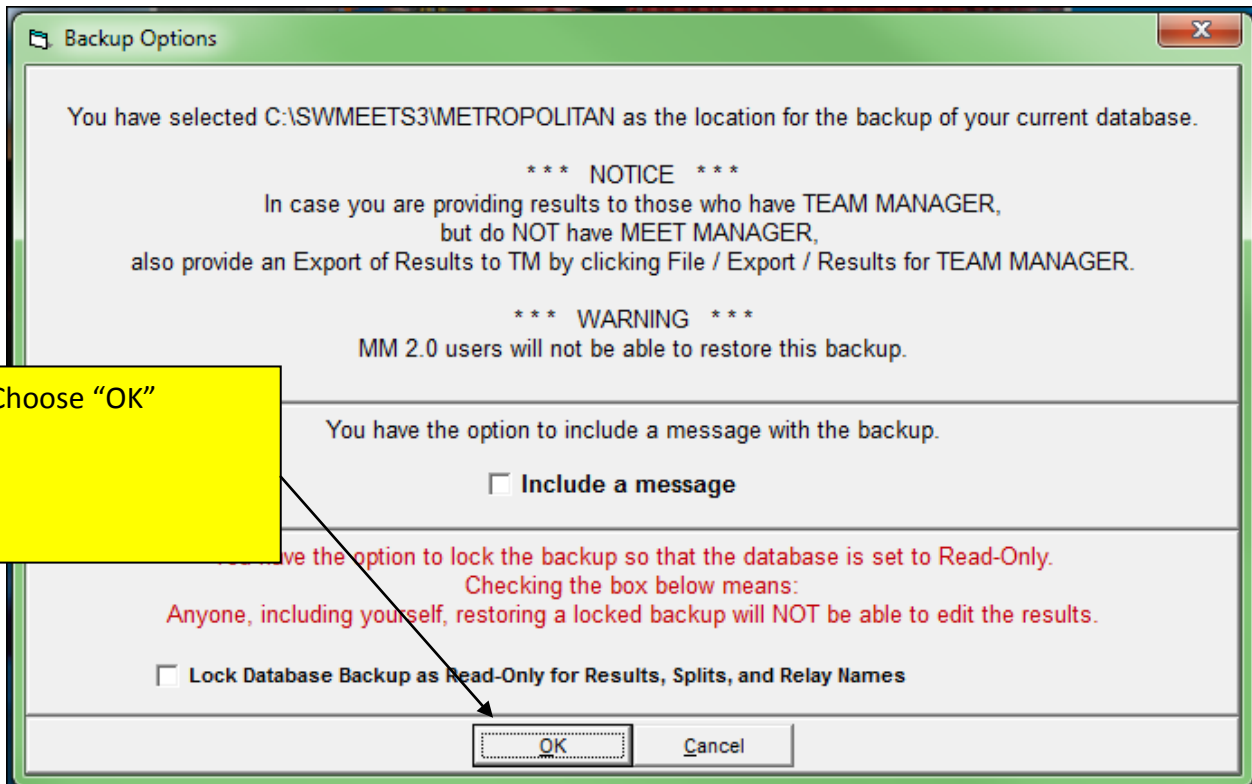 Backup Options
You have selected C:\SWMEETS3\METROPOLITAN as the location for the backup of your current database.
* * * NOTICE * * *
In case you are providing results to those who have TEAM MANAGER,
but do NOT have MEET MANAGER,
also provide an Export of Results to TM by clicking File / Export / Results for TEAM MANAGER.
* * * WARNING * * *
MM 2.0 users will not be able to restore this backup.
Choose “OK”
You have the option to include a message with the backup.
Include a message
have the option to lock the backup so that the database is set to Read-Only.
Checking the box below means:
Anyone, including yourself, restoring a locked backup will NOT be able to edit the results.
Lock Database Backup as Read-Only for Results, Splits, and Relay Names
OK Cancel